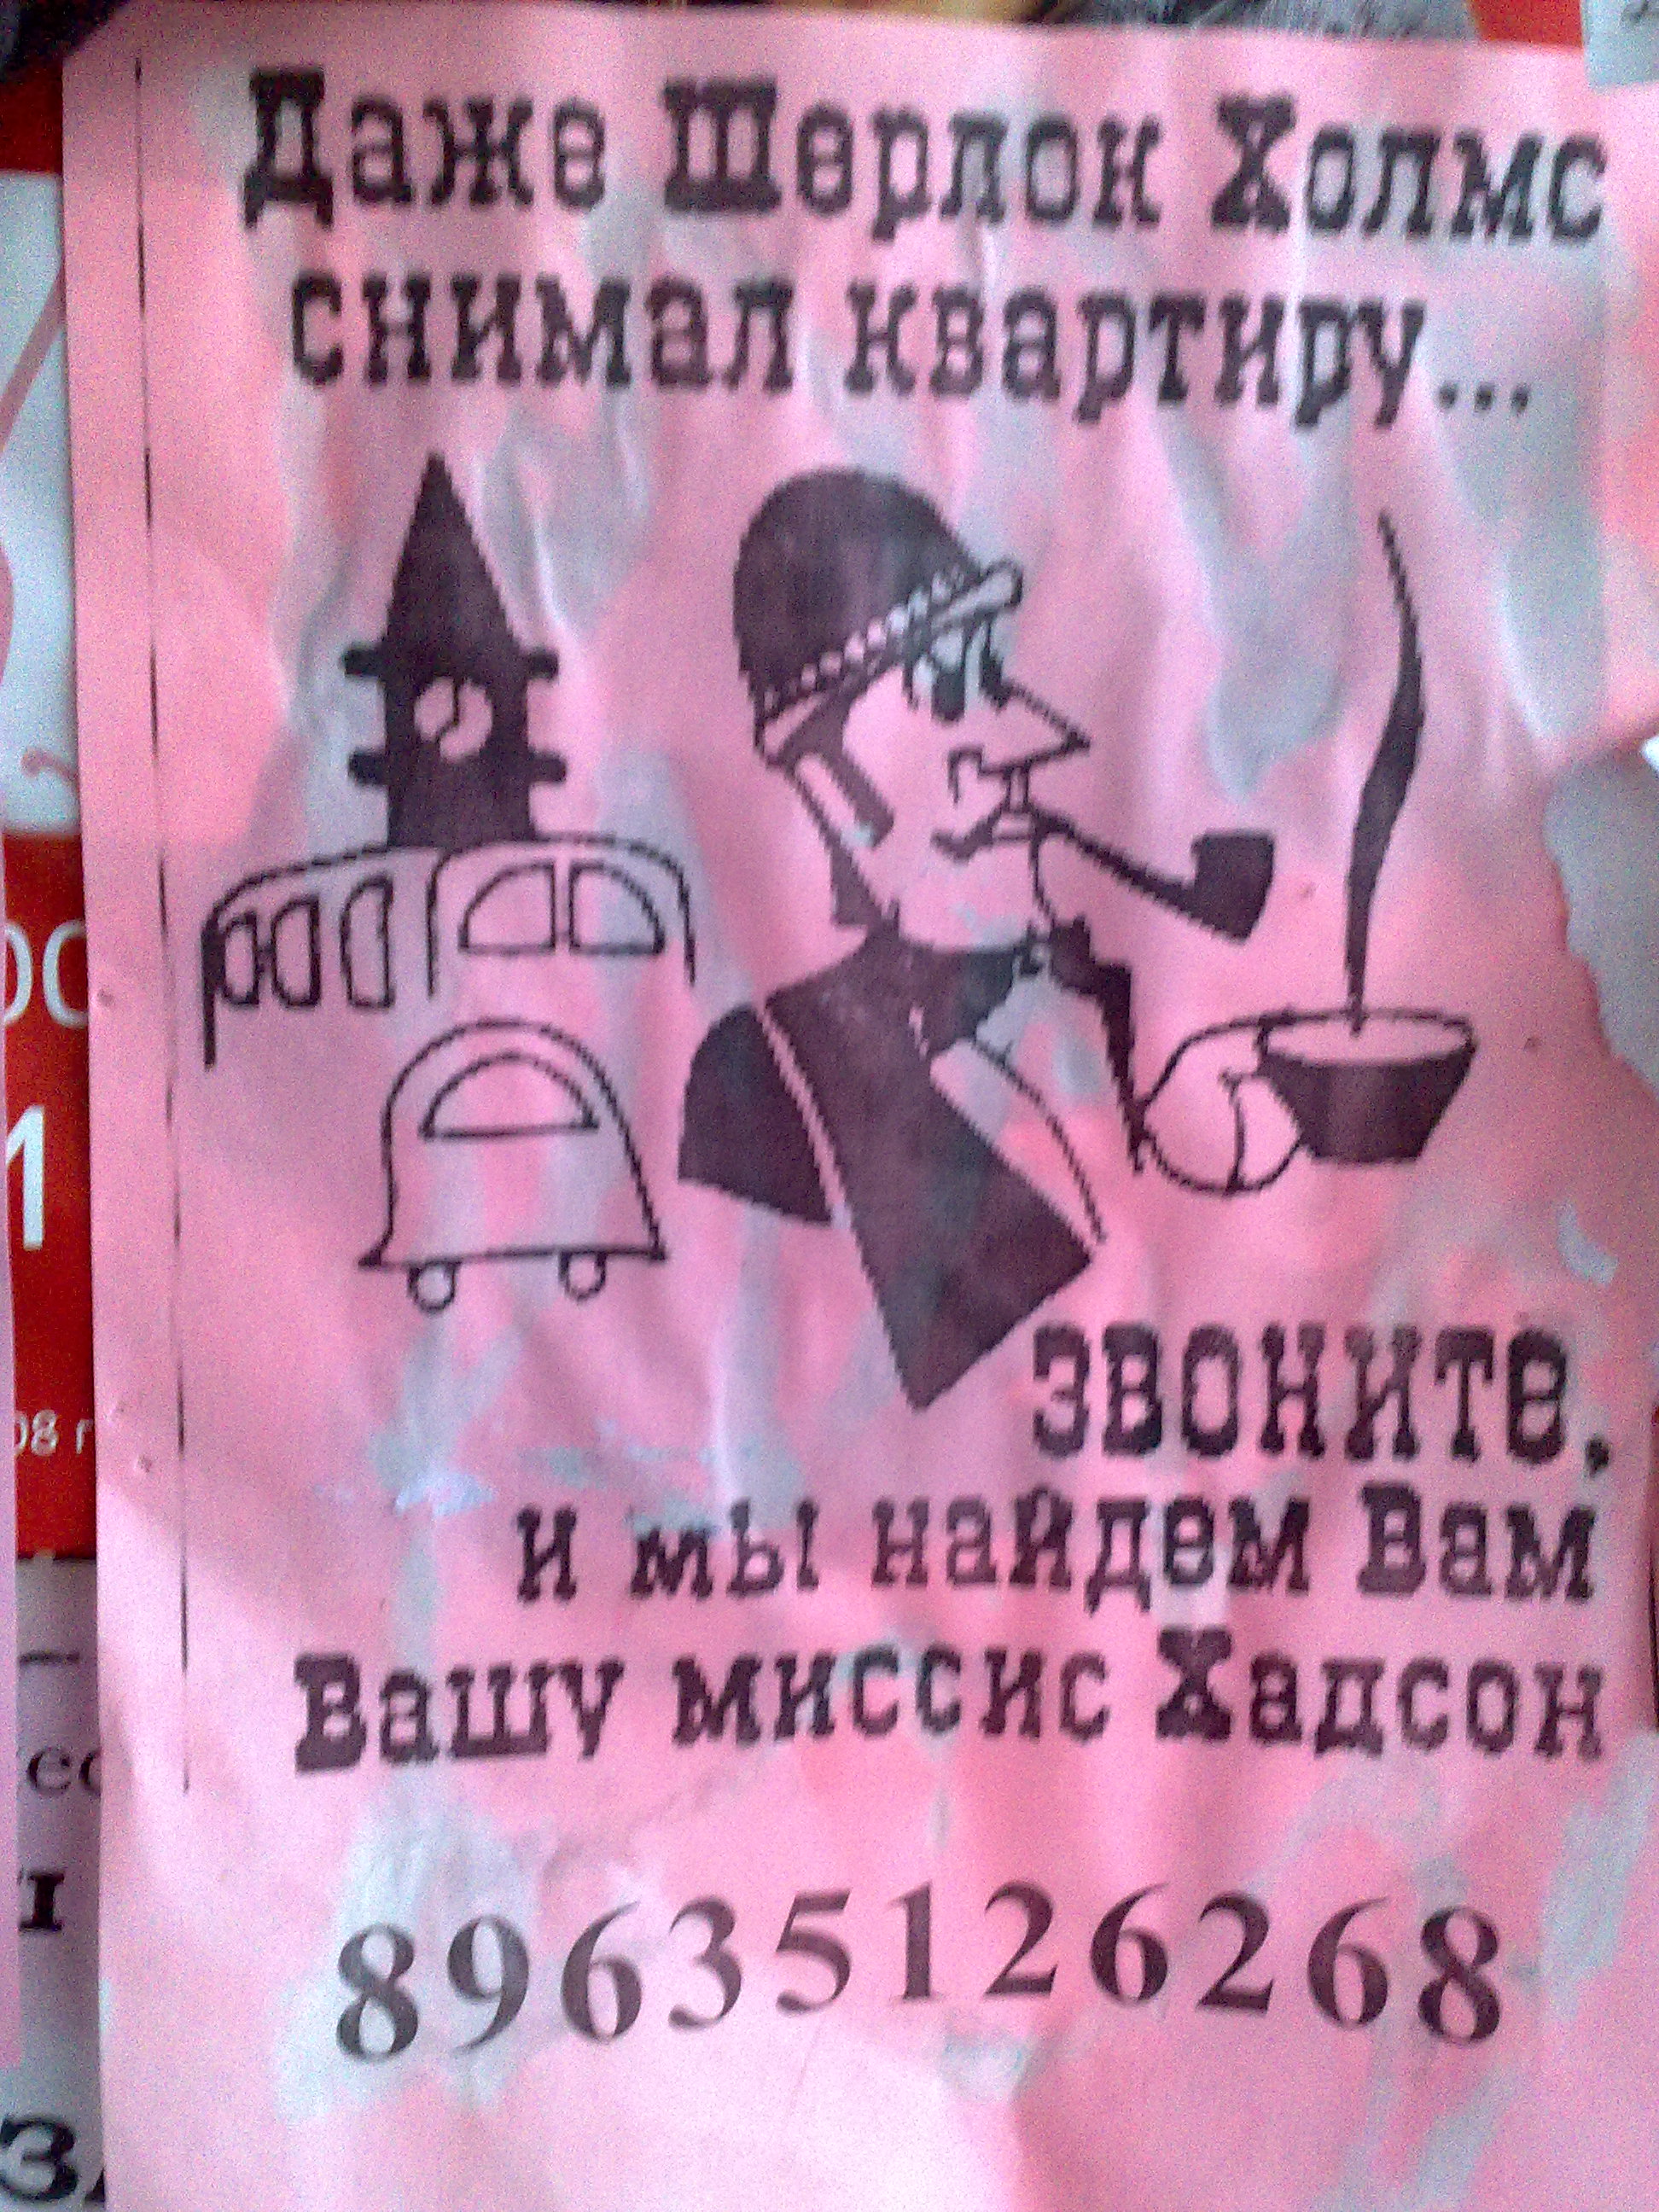 Даже Шерлок Холмс
снимал квартиру...
звоните,
и мы найдем Вам
Вашу миссис Хадсон
89635126268